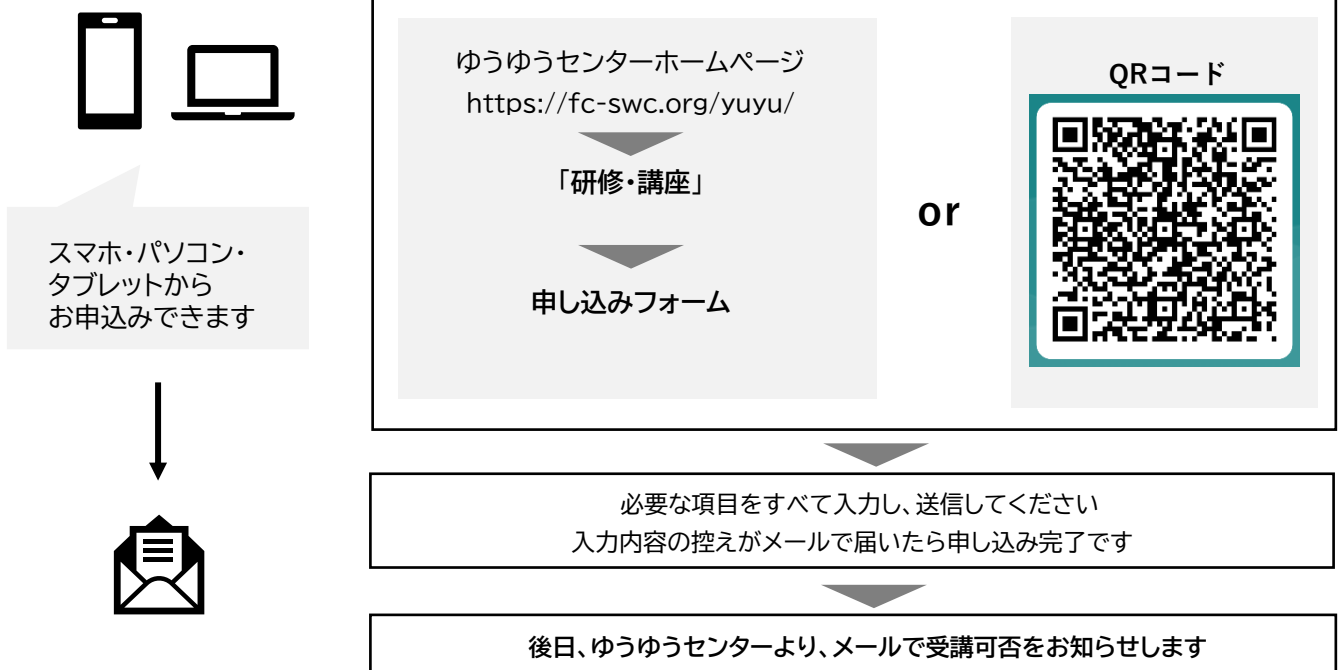 スマホ・パソコン・
タブレットから
お申込みできます
ゆうゆうセンターホームページ
https://fc-swc.org/yuyu/
「研修・講座」
申し込みフォーム
or
QRコード
必要な項目をすべて入力し、送信してください
入力内容の控えがメールで届いたら申し込み完了です
後日、ゆうゆうセンターより、メールで受講可否をお知らせします